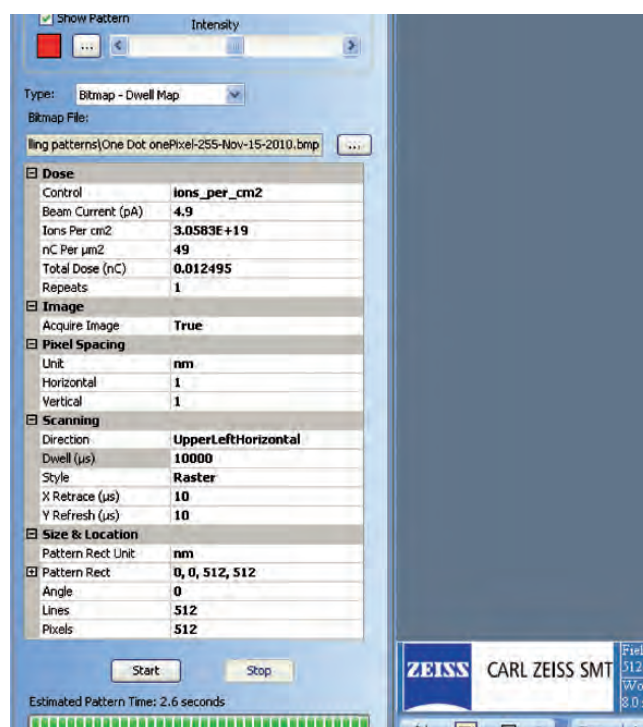 Show Pattern
Intensity
...
Type: Bitmap - Dwell Map
Bitmap File:
lling patterns\One Dot onePixel-255-Nov-15-2010.bmp ...
Dose
Control ions_per_cm2
Beam Current (pA) 4.9
Ions Per cm2 3.0583E+19
nC Per µm2 49
Total Dose (nC) 0.012495
Repeats 1
Image
Acquire Image True
Pixel Spacing
Unit nm
Horizontal 1
Vertical 1
Scanning
Direction UpperLeftHorizontal
Dwell (µs) 10000
Style Raster
X Retrace (µs) 10
Y Refresh (µs) 10
Size & Location
Pattern Rect Unit nm
Pattern Rect 0, 0, 512, 512
Angle 0
Lines 512
Pixels 512
Start Stop
Estimated Pattern Time: 2.6 seconds
ZEISS CARL ZEISS SMT
Fiel
512
Wo
8.0